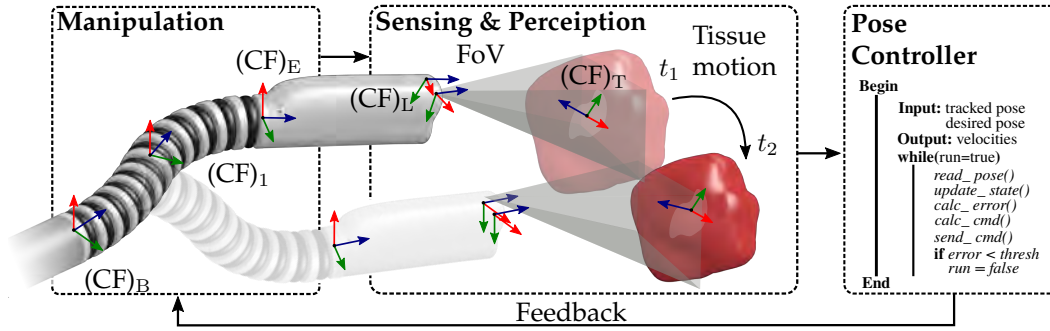 Manipulation
Sensing & Perceiption
Pose
Controller
FoV
Tissue
motion
(CF)E
(CF)L
(CF)T
t1
t2
(CF)1
(CF)B
Begin
Input: tracked pose
desired pose
Output: velocities
while(run=true)
read_ pose()
update_ state()
calc_ error()
calc_ cmd()
send_ cmd()
if error < thresh
run = false
End
Feedback